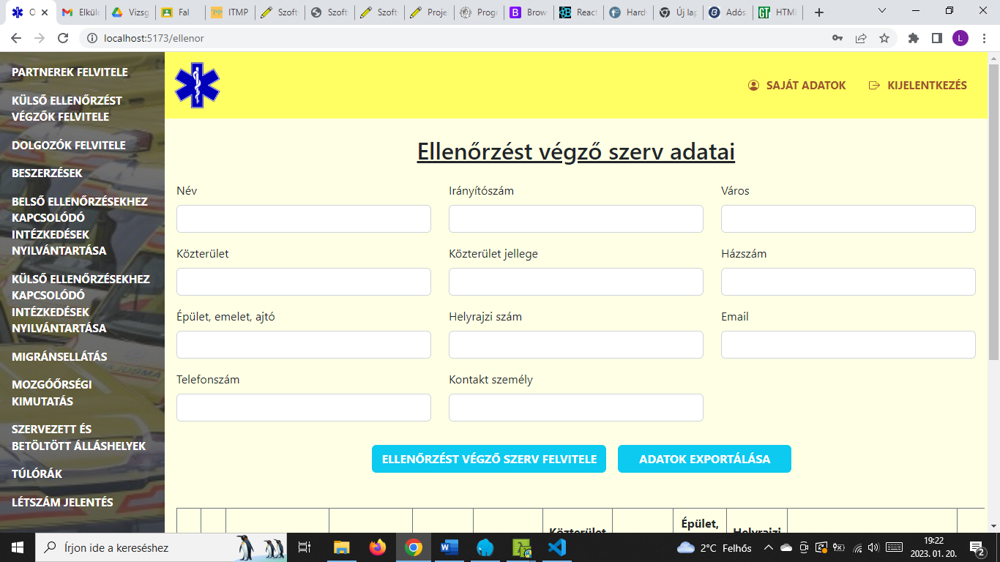 O
Elkül
Vizsg
Fal
ITMP
Szoft
Szoft
Szoft
Proje
Progr
Brow
React
Hardv
Új lap
Adós
HTML
localhost:5173/ellenor
L
PARTNEREK FELVITELE
KÜLSŐ ELLENŐRZÉST
VÉGZŐK FELVITELE
DOLGOZÓK FELVITELE
BESZERZÉSEK
BELSŐ ELLENŐRZÉSEKHEZ
KAPCSOLÓDÓ
INTÉZKEDÉSEK
NYILVÁNTARTÁSA
KÜLSŐ ELLENŐRZÉSEKHEZ
KAPCSOLÓDÓ
INTÉZKEDÉSEK
NYILVÁNTARTÁSA
MIGRÁNSELLÁTÁS
MOZGÓŐRSÉGI
KIMUTATÁS
SZERVEZETT ÉS
BETÖLTÖTT ÁLLÁSHELYEK
TÚLÓRÁK
LÉTSZÁM JELENTÉS
SAJÁT ADATOK
KIJELENTKEZÉS
Ellenőrzést végző szerv adatai
Név
Irányítószám
Város
Közterület
Közterület jellege
Házszám
Épület, emelet, ajtó
Helyrajzi szám
Email
Telefonszám
Kontakt személy
ELLENŐRZÉST VÉGZŐ SZERV FELVITELE
ADATOK EXPORTÁLÁSA
Közterület
Épület,
Helyrajzi
Írjon ide a kereséshez
2°C Felhős
19:22
2023. 01. 20.
2